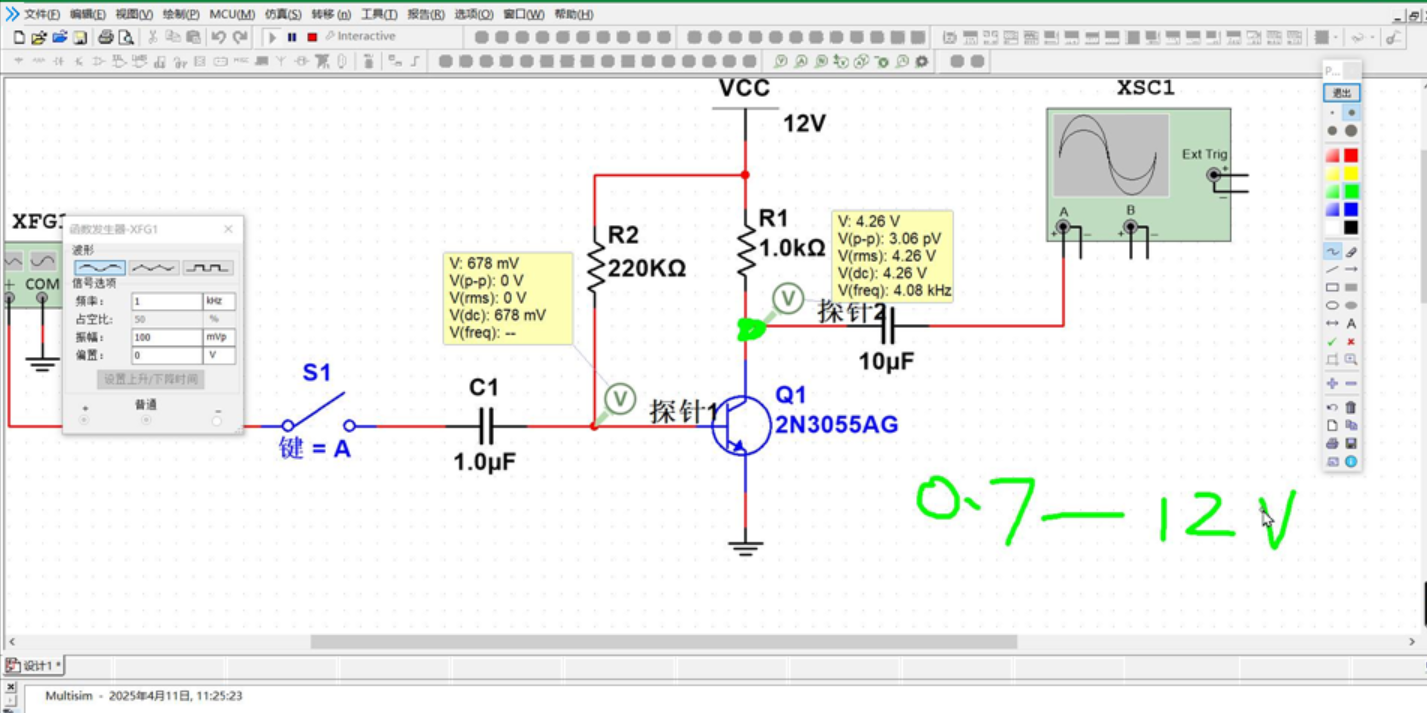 文件(F) 编辑(E) 视图(V) 绘制(P) MCU(M) 仿真(S) 转移(n) 工具(T) 报告(R) 选项(O) 窗口(W) 帮助(H)
Interactive
VCC
12V
XSC1
Ext Trig
A
B
P...
退出
XFG1
COM
函数发生器-XFG1
波形
信号选项
频率: 1 kHz
占空比: 50 %
振幅: 100 mVp
偏置: 0 V
设置上升/下降时间
+ 普通 −
R2
220KΩ
R1
1.0kΩ
V: 678 mV
V(p-p): 0 V
V(rms): 0 V
V(dc): 678 mV
V(freq): --
V: 4.26 V
V(p-p): 3.06 pV
V(rms): 4.26 V
V(dc): 4.26 V
V(freq): 4.08 kHz
V
探针2
10µF
S1
键 = A
C1
1.0µF
V
探针1
Q1
2N3055AG
0.7—12V
设计1 *
Multisim - 2025年4月11日, 11:25:23